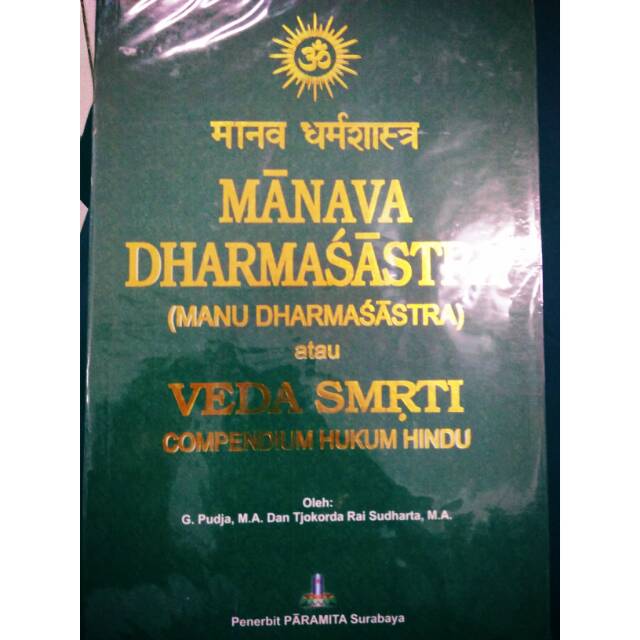 ॐ
मानव धर्मशास्त्र
MĀNAVA
DHARMAŚĀSTRA
(MANU DHARMAŚĀSTRA)
atau
VEDA SMṚTI
COMPENDIUM HUKUM HINDU
Oleh:
G. Pudja, M.A. Dan Tjokorda Rai Sudharta, M.A.
Penerbit PĀRAMITA Surabaya